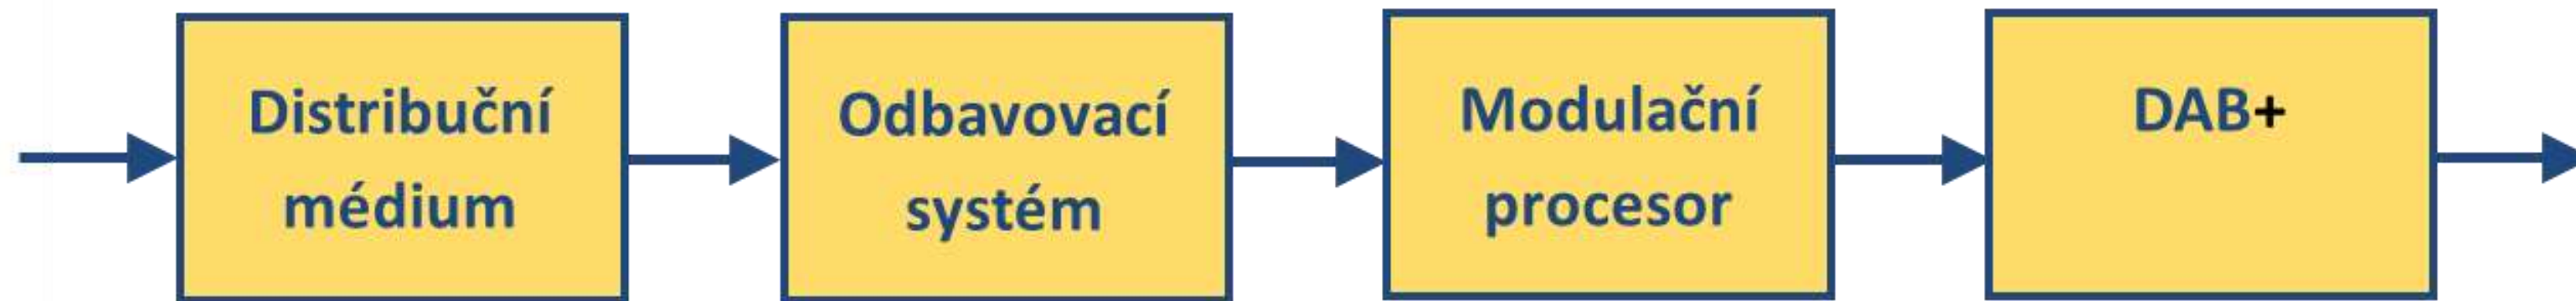 Distribuční
médium
Odbavovací
systém
Modulační
procesor
DAB+